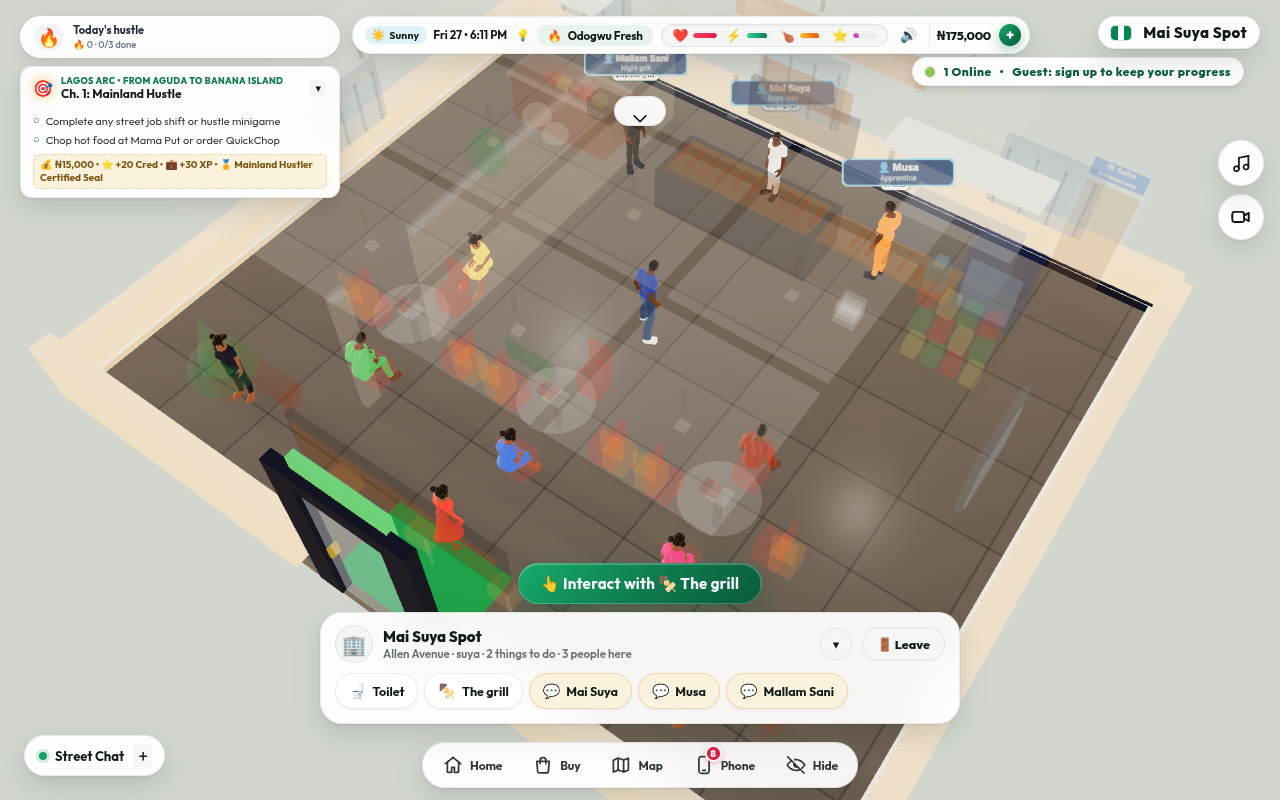 Today's hustle
🔥 0 · 0/3 done
LAGOS ARC • FROM AGUDA TO BANANA ISLAND
Ch. 1: Mainland Hustle
Complete any street job shift or hustle minigame
Chop hot food at Mama Put or order QuickChop
💰 ₦15,000 • ⭐ +20 Cred • 💼 +30 XP • 🏅 Mainland Hustler
Certified Seal
Sunny
Fri 27 • 6:11 PM
Odogwu Fresh
₦175,000
+
Mai Suya Spot
1 Online • Guest: sign up to keep your progress
Mallam Sani
Night grill
Mai Suya
Suya man
Musa
Apprentice
Toilet
👆 Interact with 🍢 The grill
Mai Suya Spot
Allen Avenue · suya · 2 things to do · 3 people here
Leave
Toilet
The grill
Mai Suya
Musa
Mallam Sani
Street Chat
+
Home
Buy
Map
8
Phone
Hide